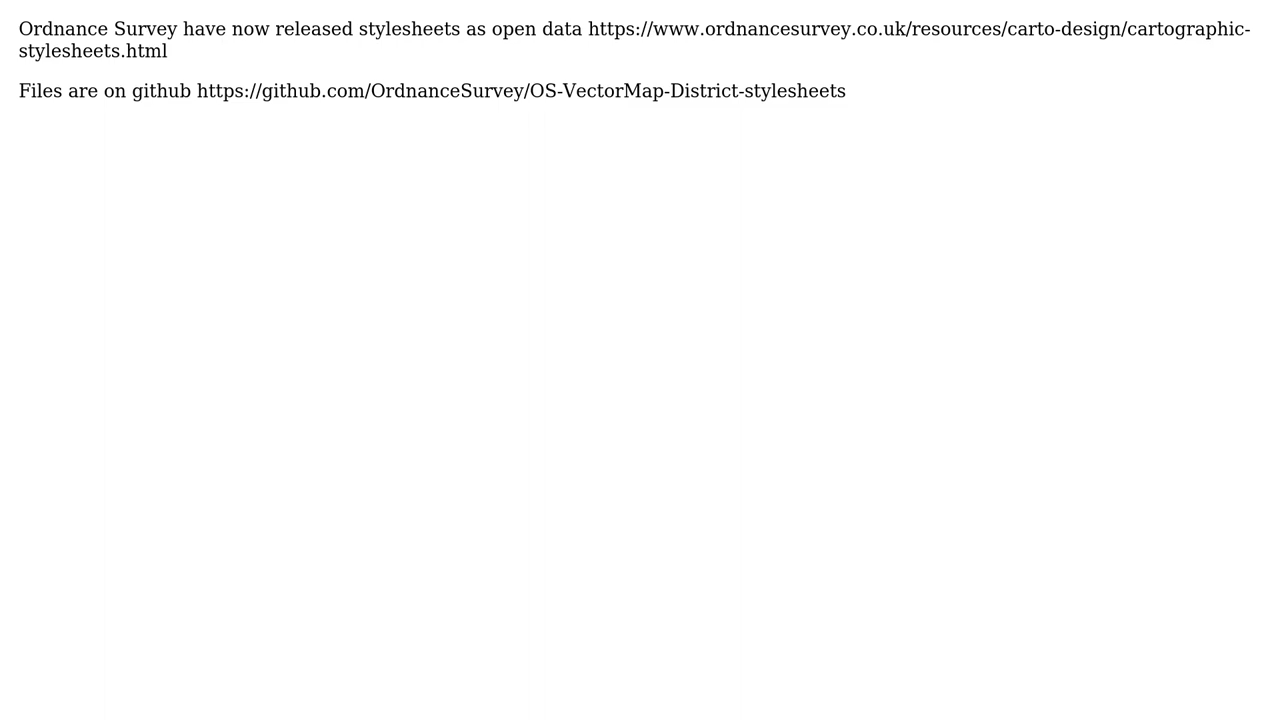 Ordnance Survey have now released stylesheets as open data https://www.ordnancesurvey.co.uk/resources/carto-design/cartographic-
stylesheets.html
Files are on github https://github.com/OrdnanceSurvey/OS-VectorMap-District-stylesheets